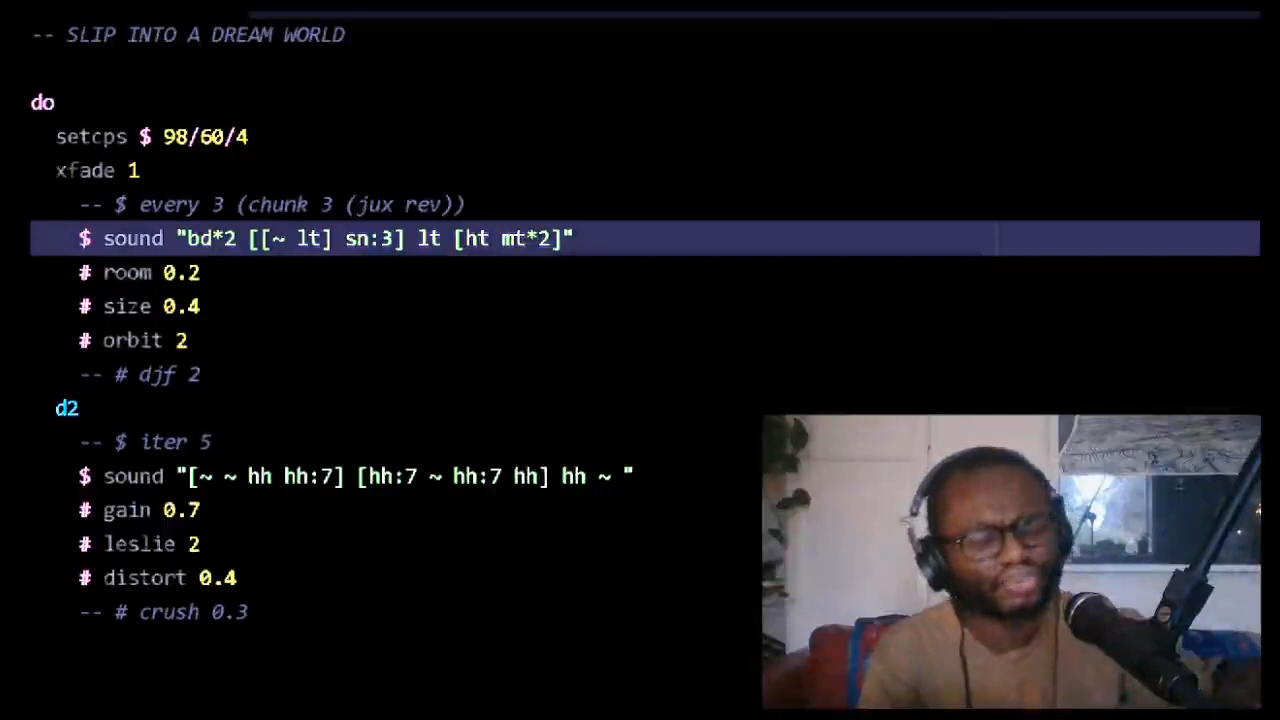 -- SLIP INTO A DREAM WORLD
do
setcps $ 98/60/4
xfade 1
-- $ every 3 (chunk 3 (jux rev))
$ sound "bd*2 [[~ lt] sn:3] lt [ht mt*2]"
# room 0.2
# size 0.4
# orbit 2
-- # djf 2
d2
-- $ iter 5
$ sound "[~ ~ hh hh:7] [hh:7 ~ hh:7 hh] hh ~ "
# gain 0.7
# leslie 2
# distort 0.4
-- # crush 0.3